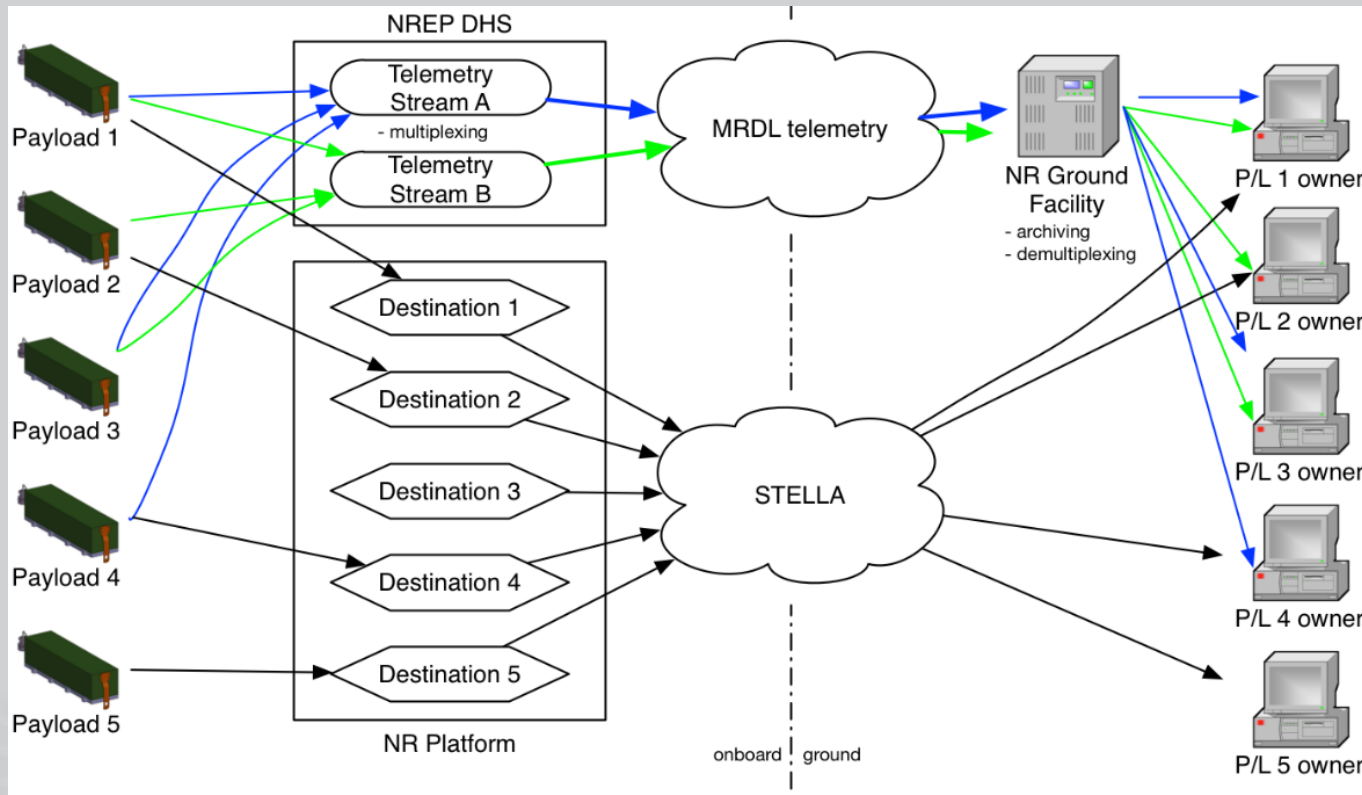 NREP DHS
Telemetry
Stream A
- multiplexing
Telemetry
Stream B
Payload 1
Payload 2
Payload 3
Payload 4
Payload 5
Destination 1
Destination 2
Destination 3
Destination 4
Destination 5
NR Platform
MRDL telemetry
STELLA
onboard
ground
NR Ground
Facility
- archiving
- demultiplexing
P/L 1 owner
P/L 2 owner
P/L 3 owner
P/L 4 owner
P/L 5 owner